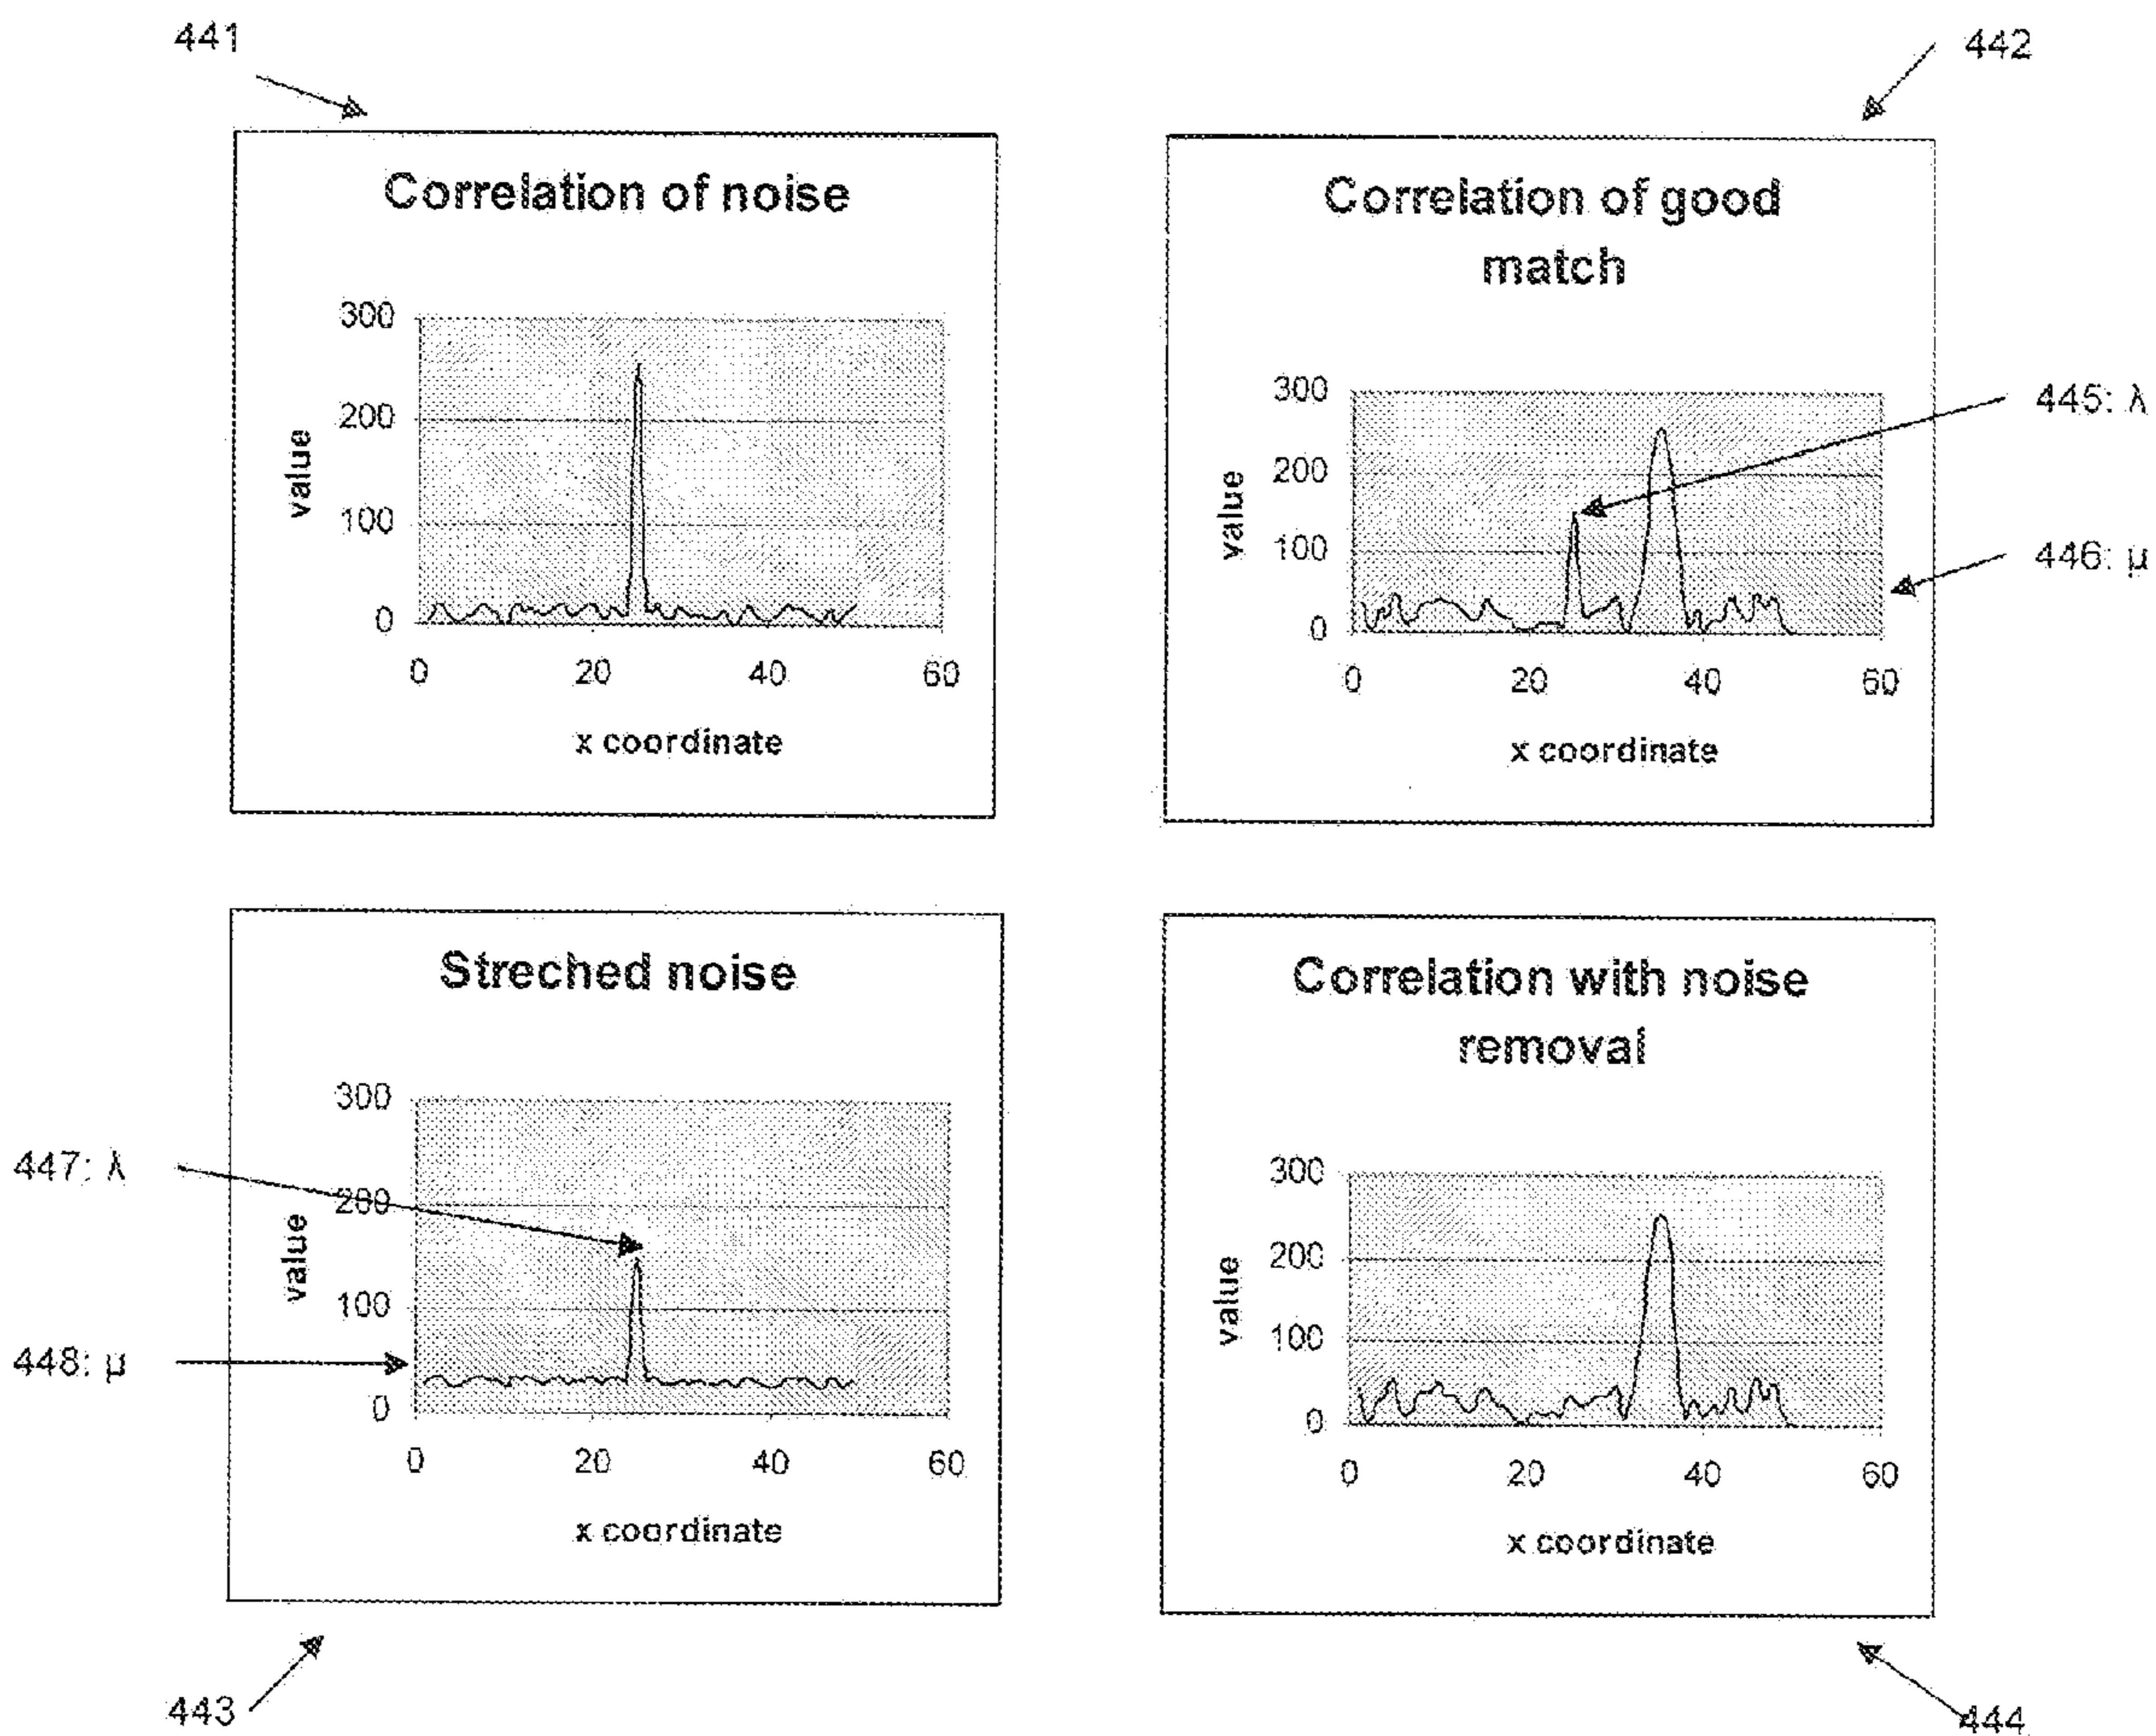 441
442
Correlation of noise
300
200
100
0
value
0 20 40 60
x coordinate
Correlation of good
match
300
200
100
0
value
0 20 40 60
x coordinate
445: λ
446: μ
Streched noise
300
200
100
0
value
0 20 40 60
x coordinate
447: λ
448: μ
Correlation with noise
removal
300
200
100
0
value
0 20 40 60
x coordinate
443
444